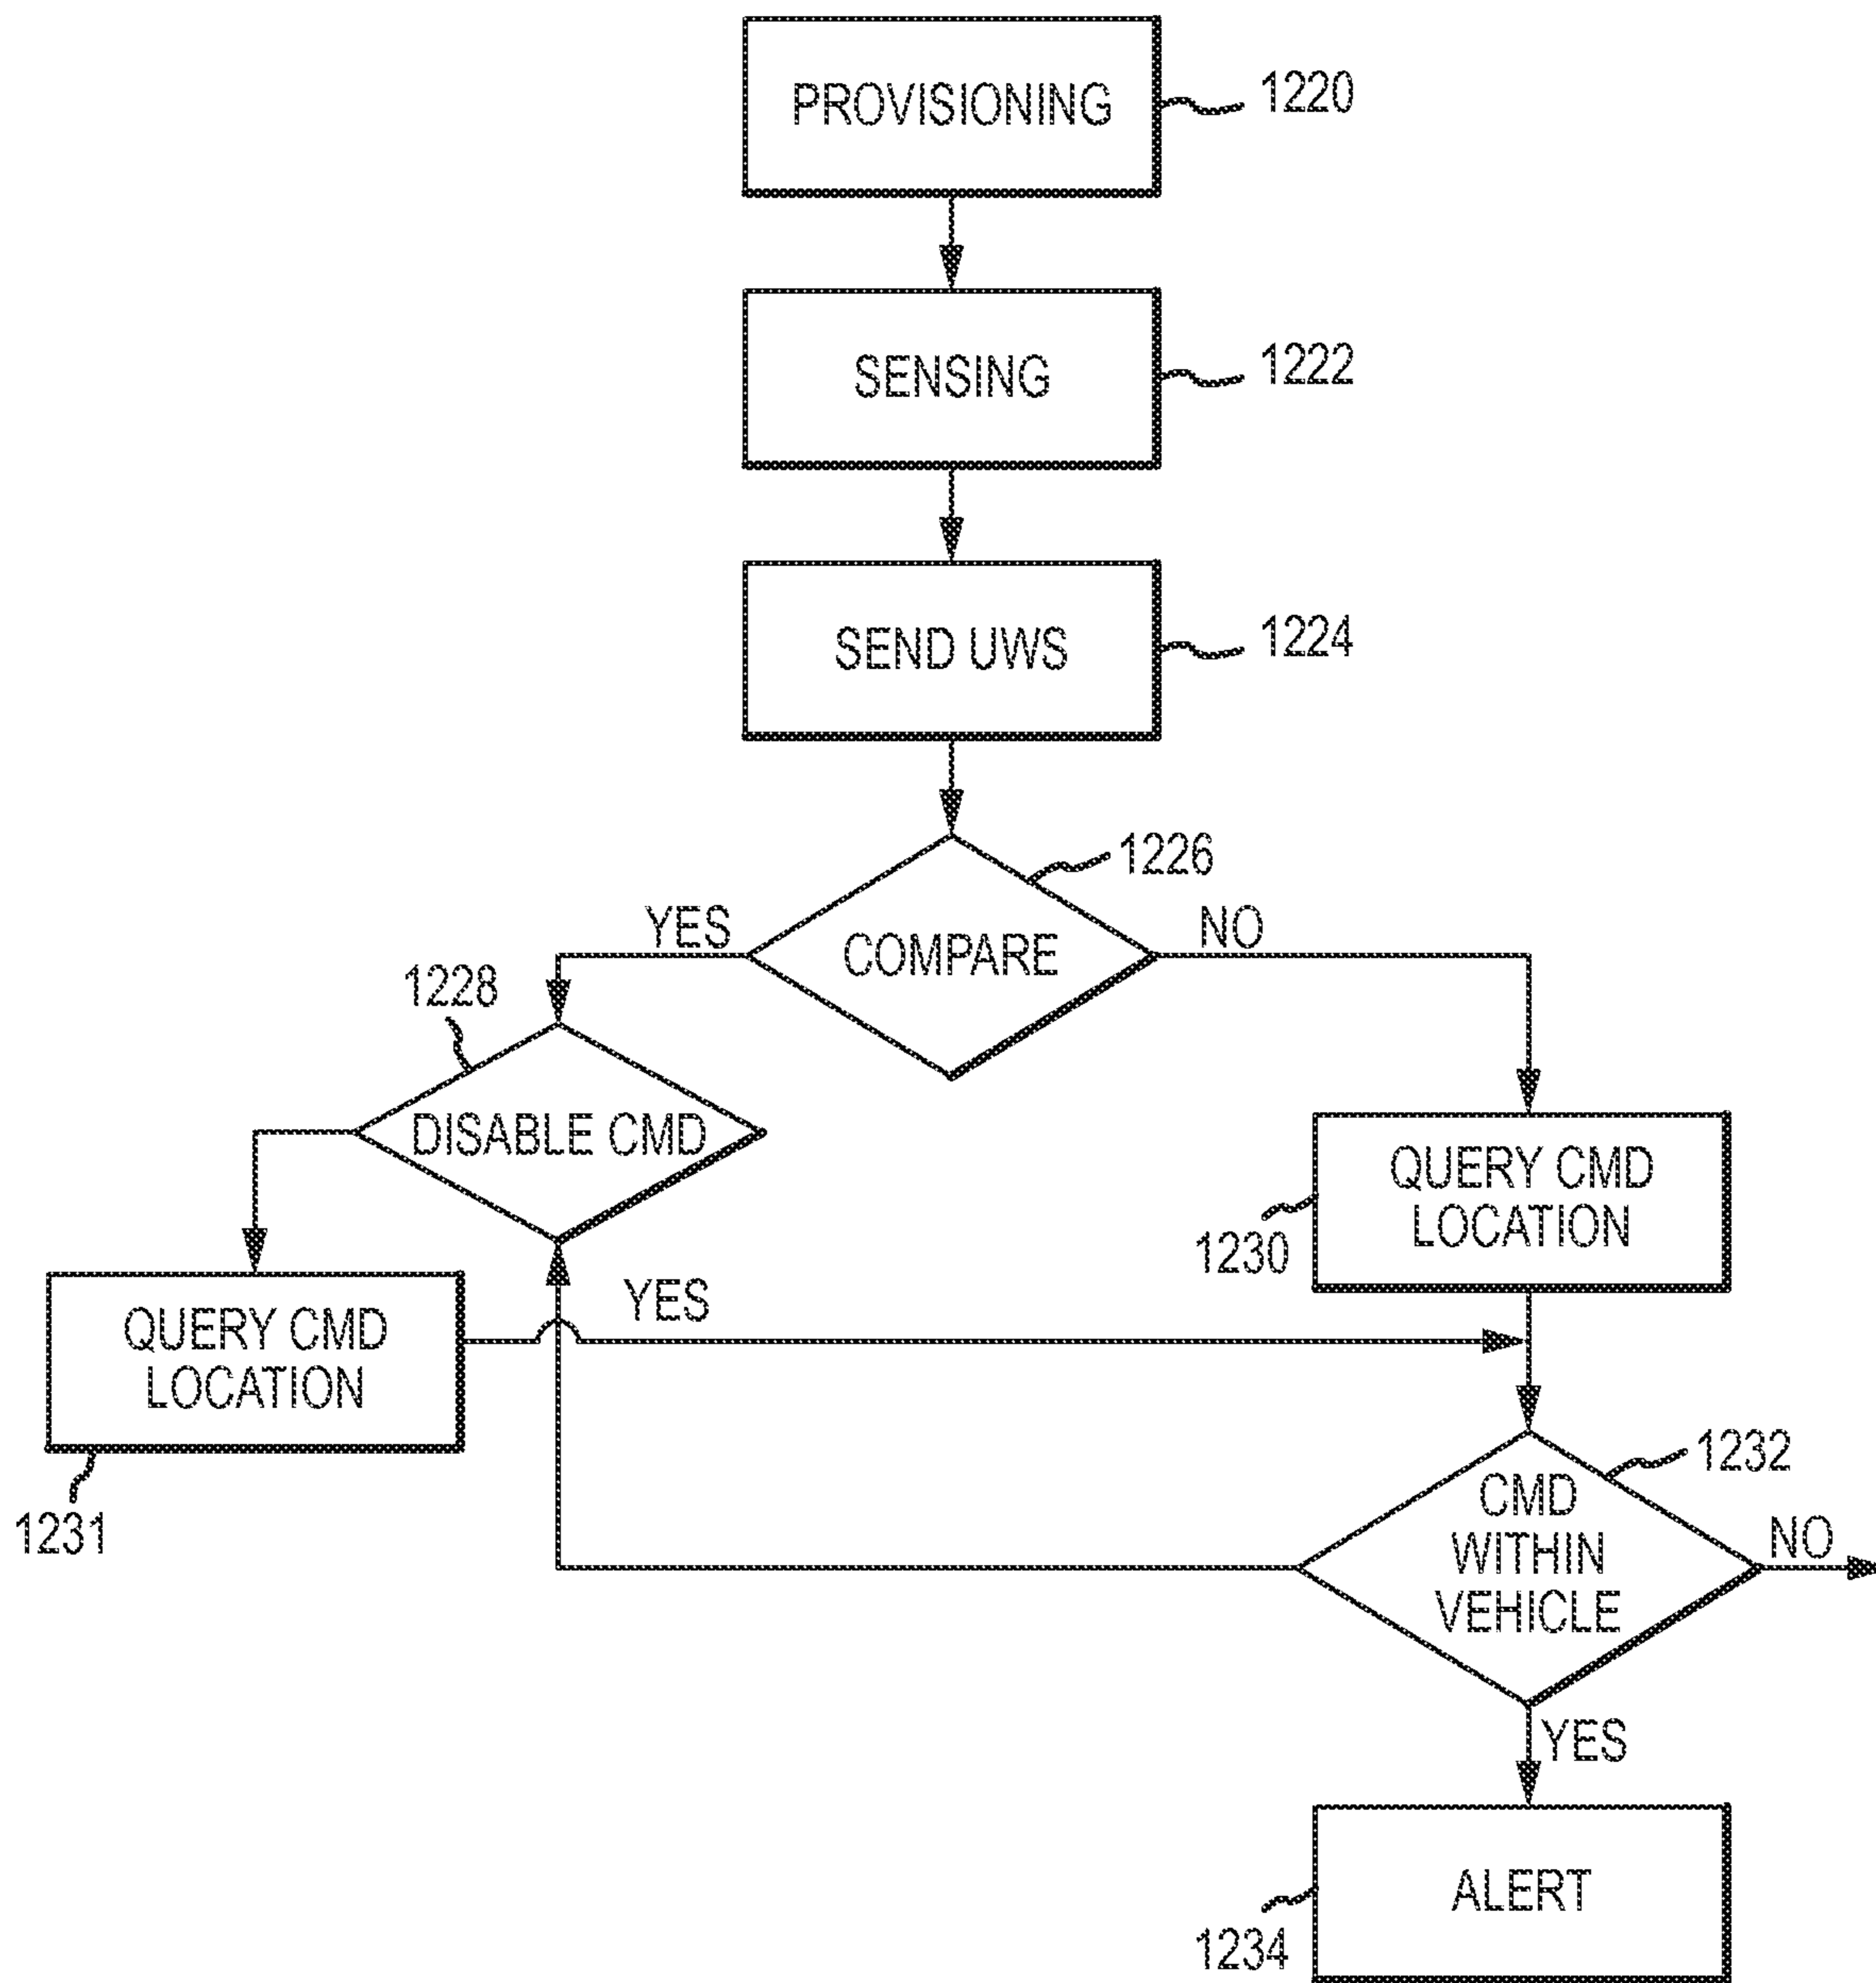 PROVISIONING
1220
SENSING
1222
SEND UWS
1224
1226
YES
COMPARE
NO
1228
DISABLE CMD
QUERY CMD
LOCATION
1230
YES
QUERY CMD
LOCATION
1231
1232
CMD
WITHIN
VEHICLE
NO
YES
ALERT
1234